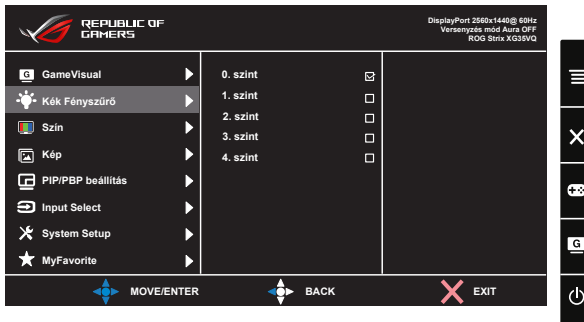 REPUBLIC OF
GAMERS
DisplayPort 2560x1440@ 60Hz
Versenyzés mód Aura OFF
ROG Strix XG35VQ
G GameVisual
Kék Fényszűrő
Szín
Kép
PIP/PBP beállítás
Input Select
System Setup
MyFavorite
0. szint
1. szint
2. szint
3. szint
4. szint
MOVE/ENTER
BACK
EXIT
G